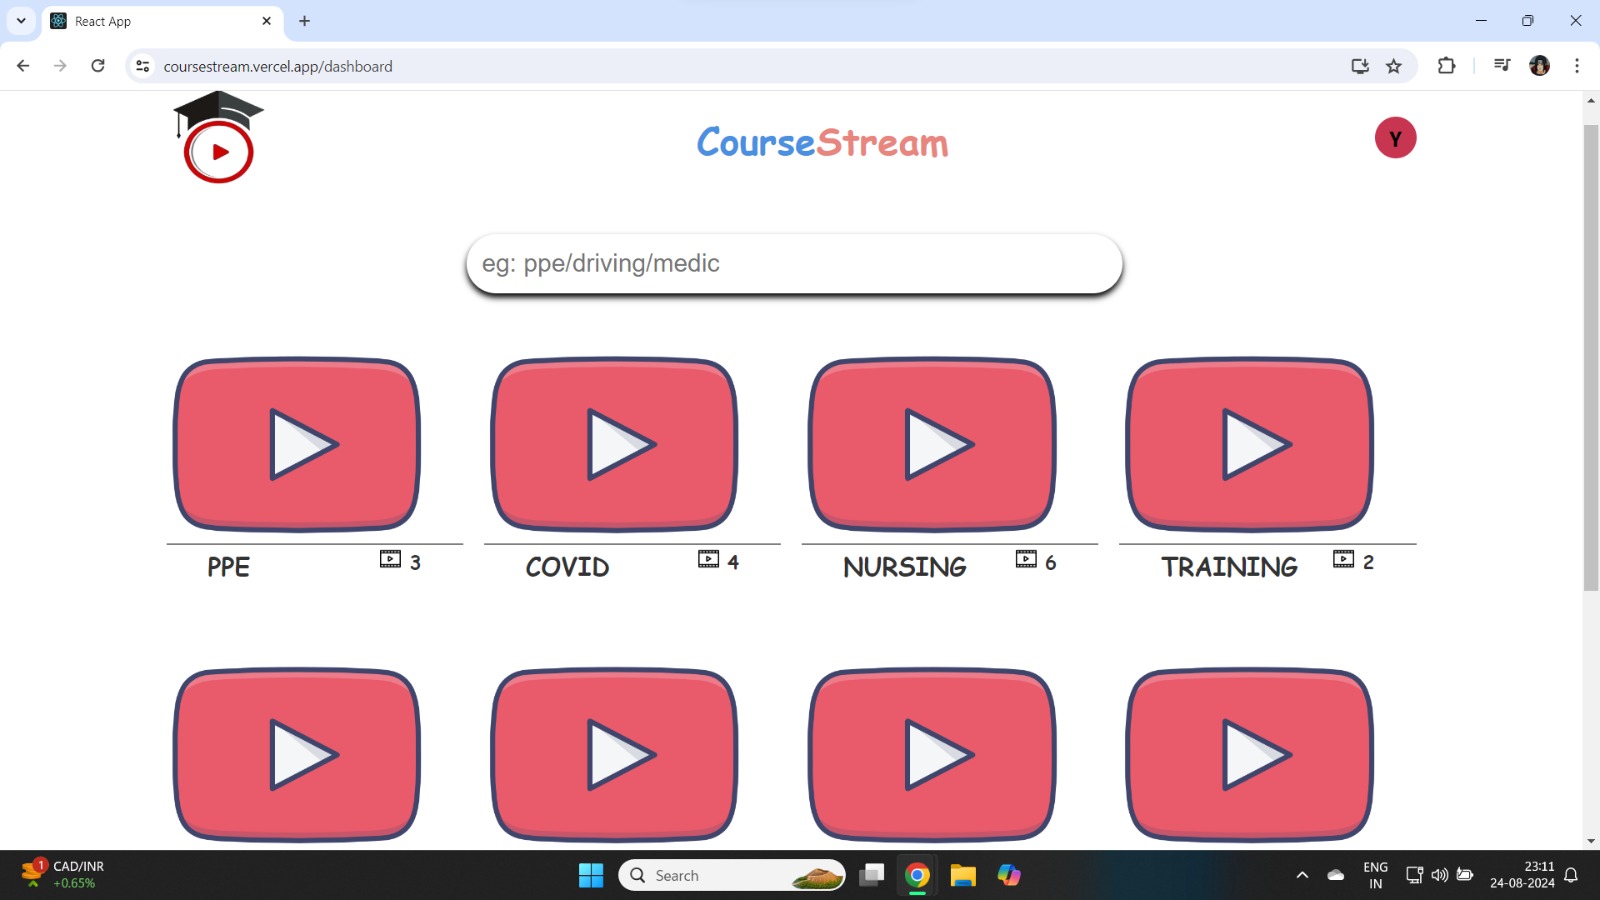 React App
coursestream.vercel.app/dashboard
CourseStream
Y
eg: ppe/driving/medic
PPE 3
COVID 4
NURSING 6
TRAINING 2
1
CAD/INR
+0.65%
Search
ENG
IN
23:11
24-08-2024